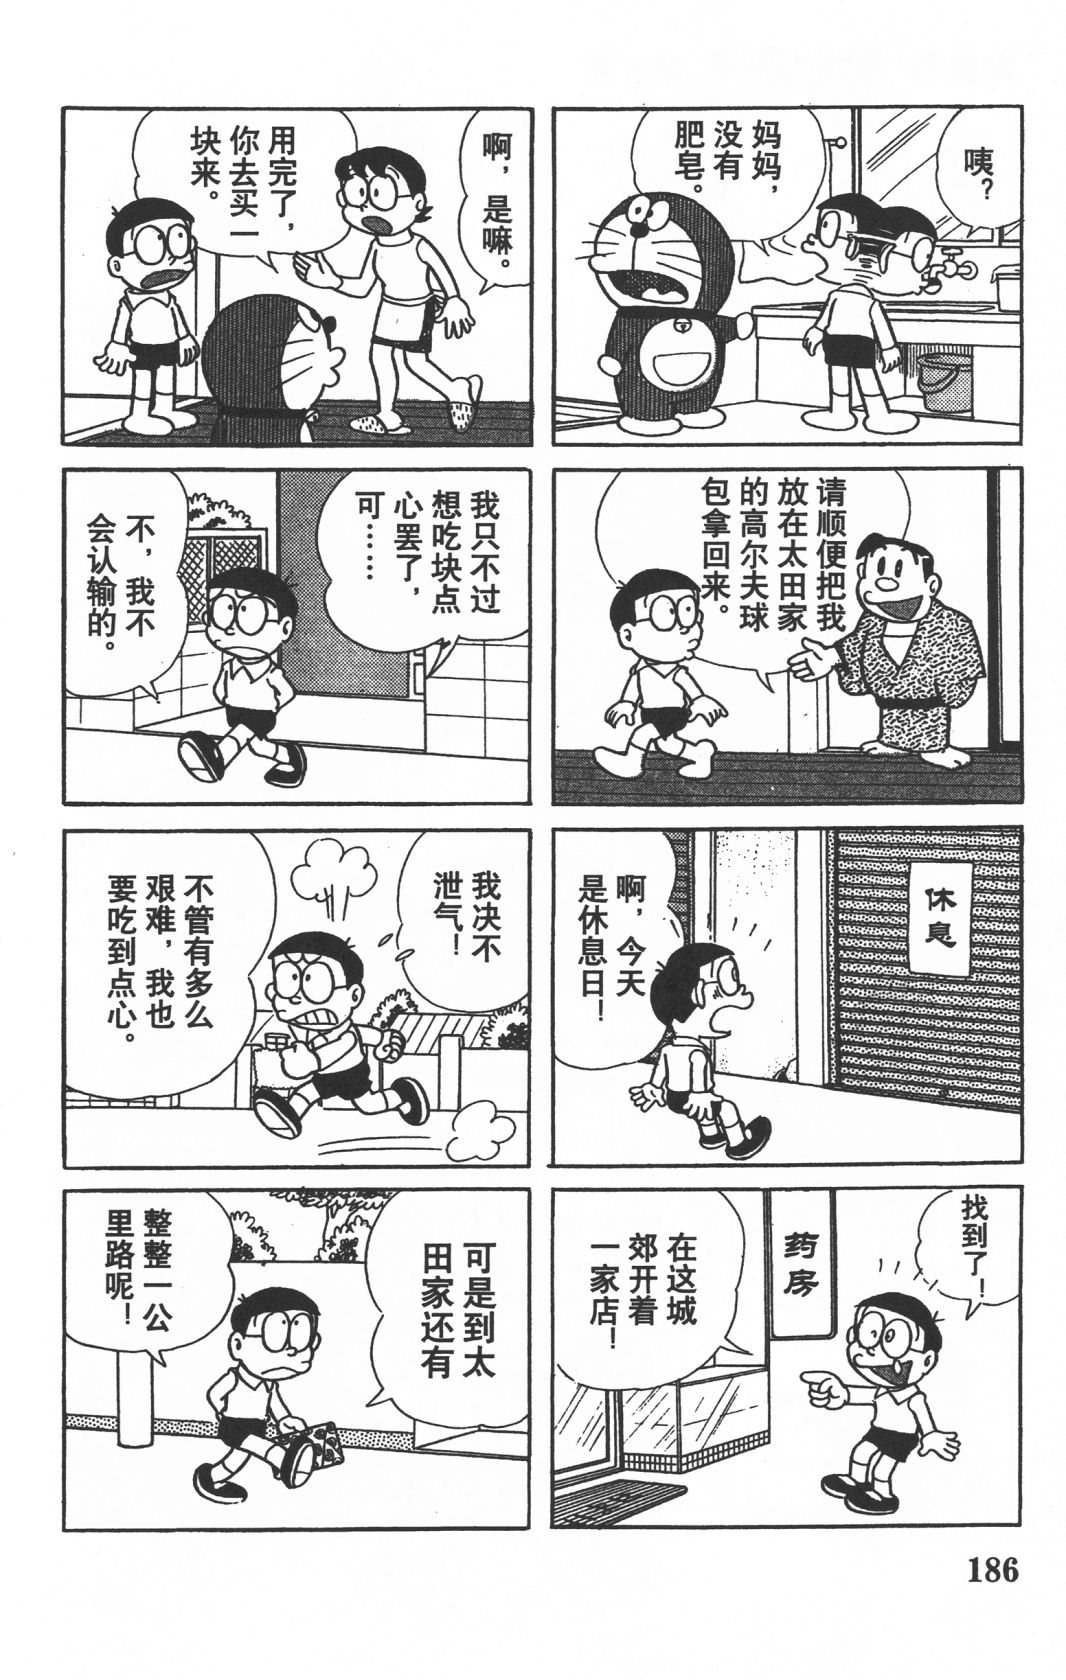 咦？
妈妈，
没有
肥皂。
啊，是嘛。
用完了，
你去买一
块来。
请顺便把我
放在太田家
的高尔夫球
包拿回来。
我只不过
想吃块点
心罢了，
可……
不，我不
会认输的。
休息
啊，今天
是休息日！
我决不
泄气！
不管有多么
艰难，我也
要吃到点心。
找到了！
药房
在这城
郊开着
一家店！
可是到太
田家还有
整整一公
里路呢！
186